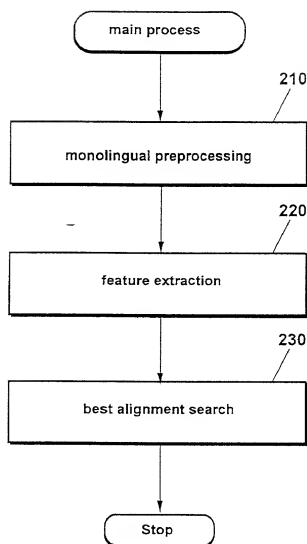 main process
210
monolingual preprocessing
220
feature extraction
230
best alignment search
Stop